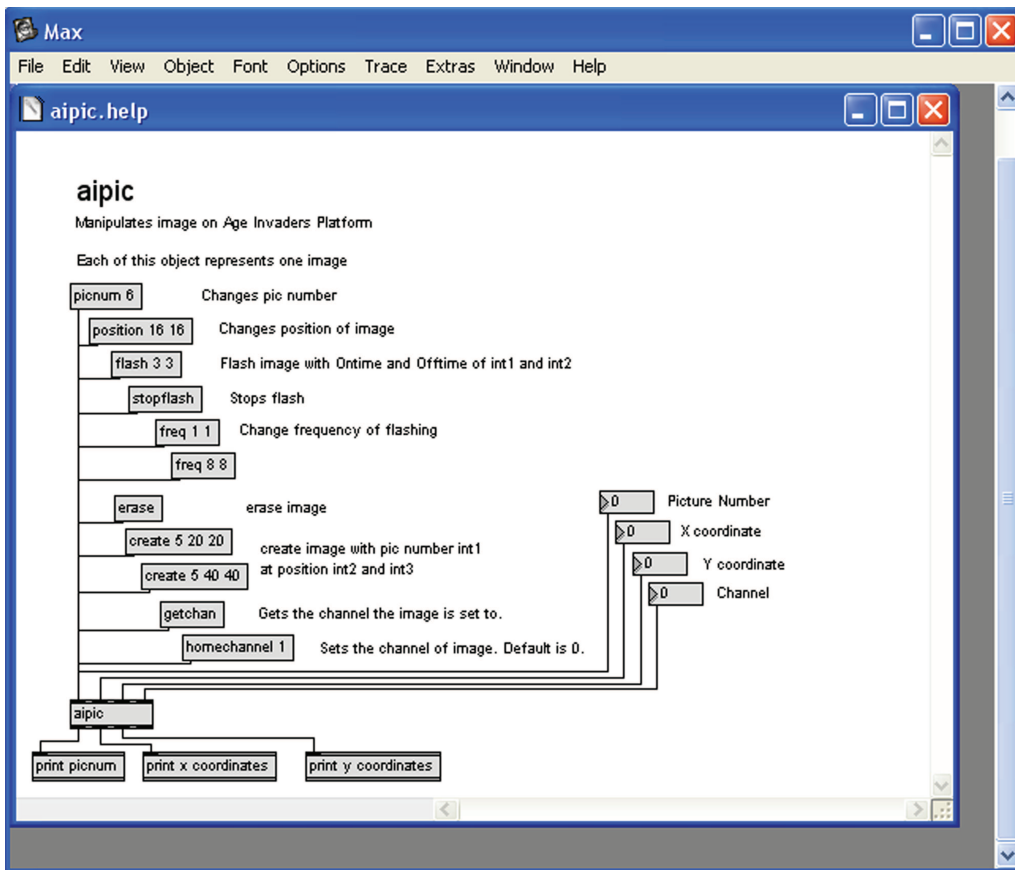 Max
File Edit View Object Font Options Trace Extras Window Help
aipic.help
aipic
Manipulates image on Age Invaders Platform
Each of this object represents one image
picnum 6 Changes pic number
position 16 16 Changes position of image
flash 3 3 Flash image with Ontime and Offtime of int1 and int2
stopflash Stops flash
freq 1 1 Change frequency of flashing
freq 8 8
erase erase image
create 5 20 20 create image with pic number int1
create 5 40 40 at position int2 and int3
getchan Gets the channel the image is set to.
homechannel 1 Sets the channel of image. Default is 0.
0 Picture Number
0 X coordinate
0 Y coordinate
0 Channel
aipic
print picnum print x coordinates print y coordinates